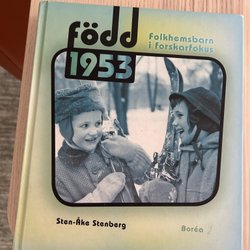 född
1953
Folkhemsbarn
i forskarfokus
Sten-Åke Stenberg
Boréa